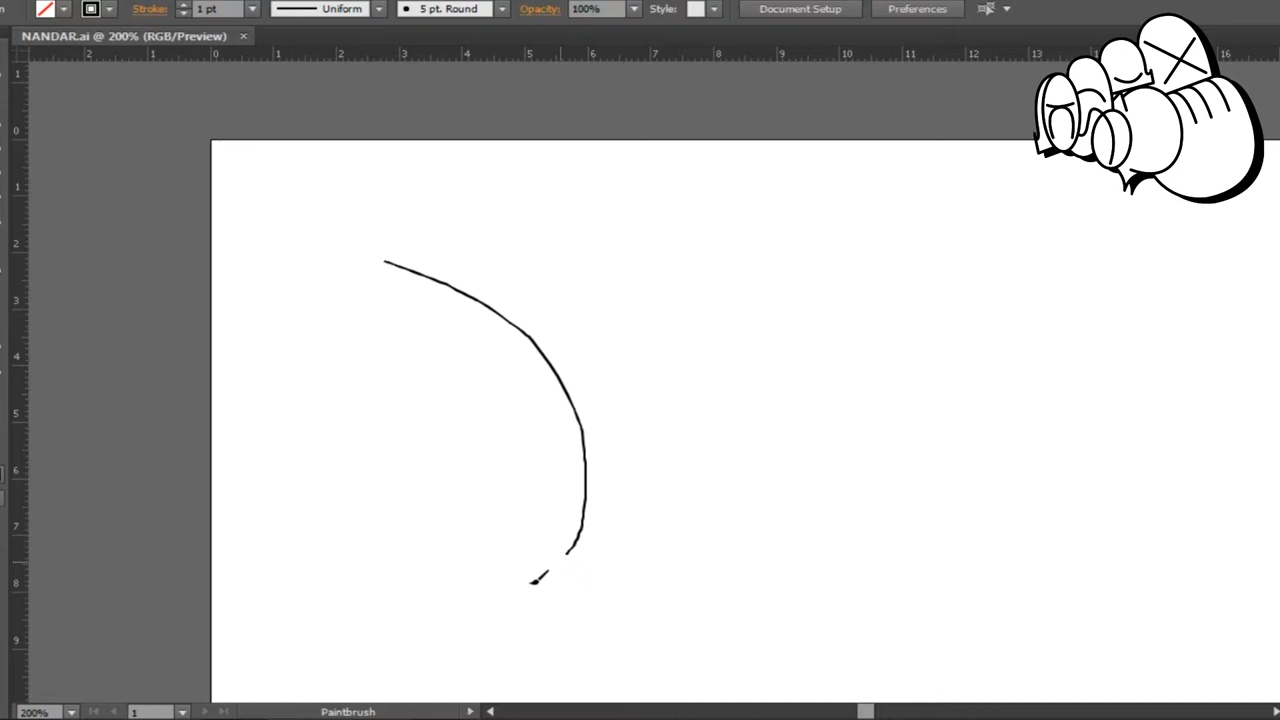 Stroke: 1 pt Uniform 5 pt. Round Opacity: 100% Style: Document Setup Preferences
NANDAR.ai @ 200% (RGB/Preview) ×
2 1 0 1 2 3 4 5 6 7 8 9 10 11 12 13 16
1
0
1
2
3
4
5
6
7
8
9
200% 1 Paintbrush